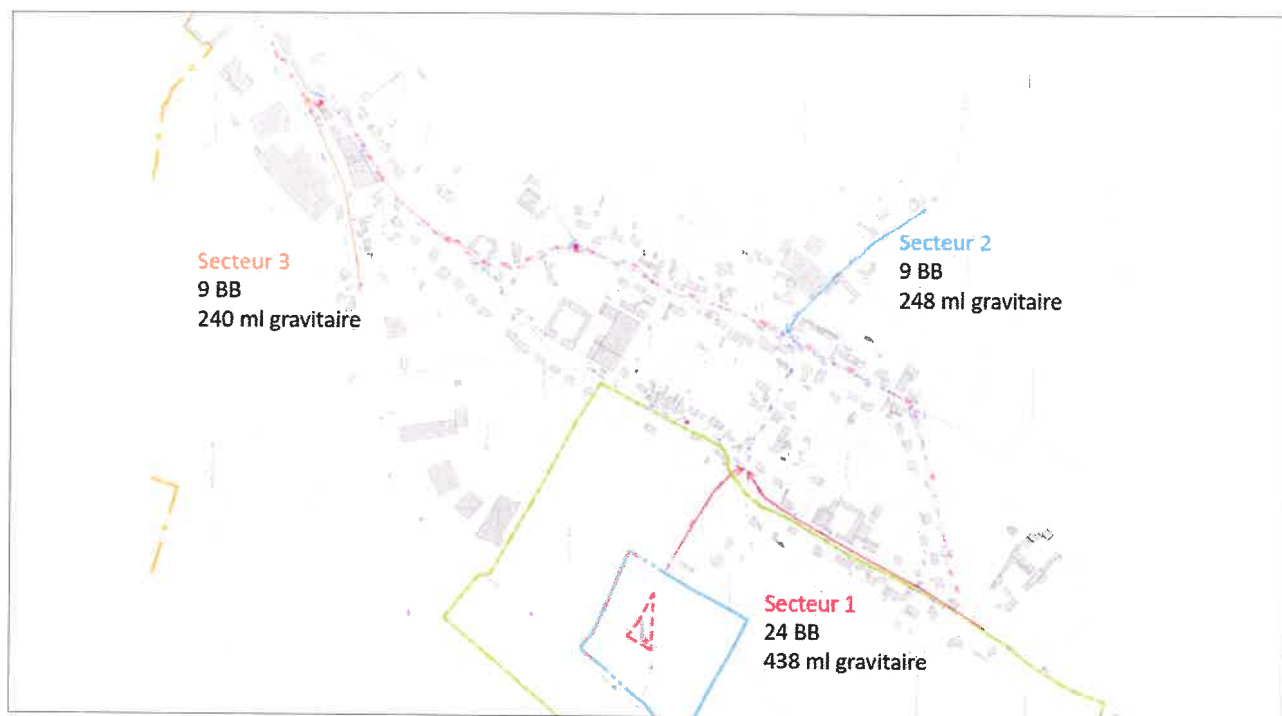 Secteur 3
9 BB
240 ml gravitaire
Secteur 2
9 BB
248 ml gravitaire
Secteur 1
24 BB
438 ml gravitaire